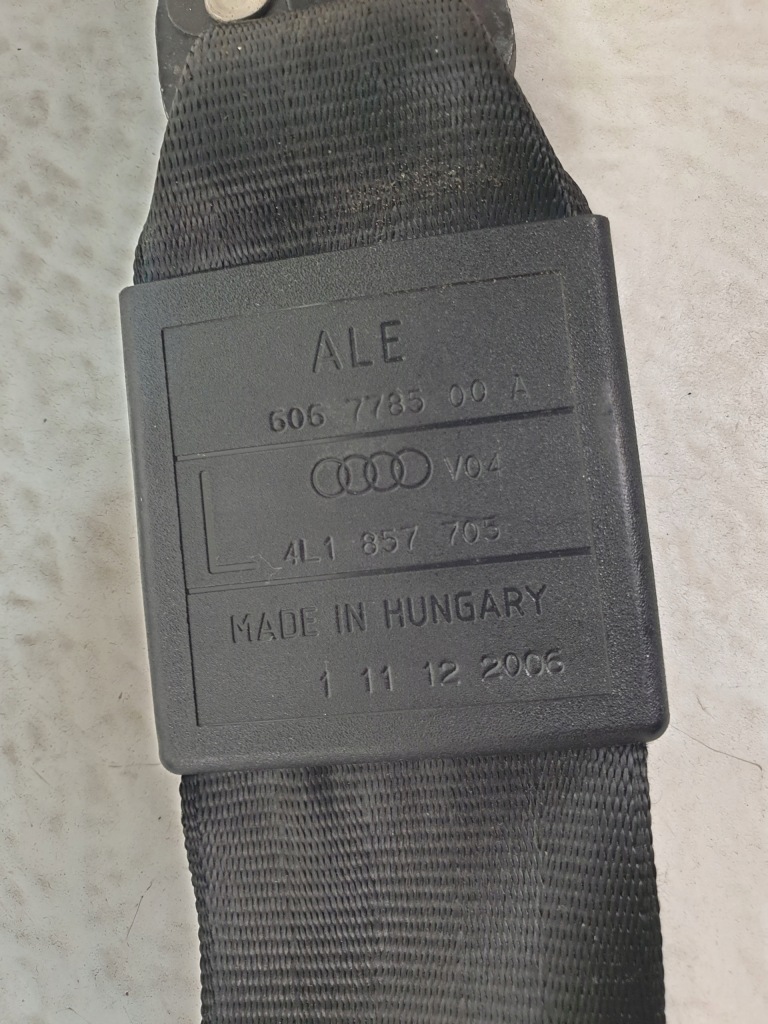 ALE
606 7785 00 A
V04
4L1 857 705
MADE IN HUNGARY
1 11 12 2006